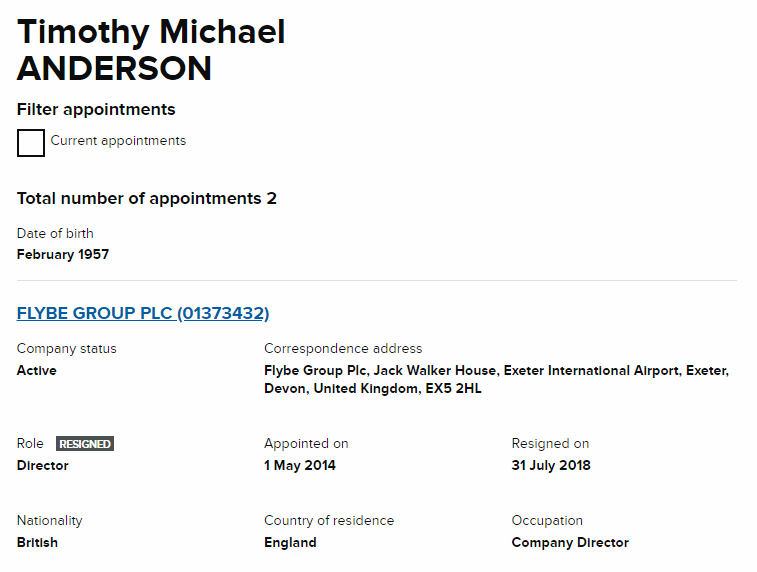 Timothy Michael
ANDERSON
Filter appointments
Current appointments
Total number of appointments 2
Date of birth
February 1957
FLYBE GROUP PLC (01373432)
Company status
Active
Correspondence address
Flybe Group Plc, Jack Walker House, Exeter International Airport, Exeter,
Devon, United Kingdom, EX5 2HL
Role RESIGNED
Director
Appointed on
1 May 2014
Resigned on
31 July 2018
Nationality
British
Country of residence
England
Occupation
Company Director